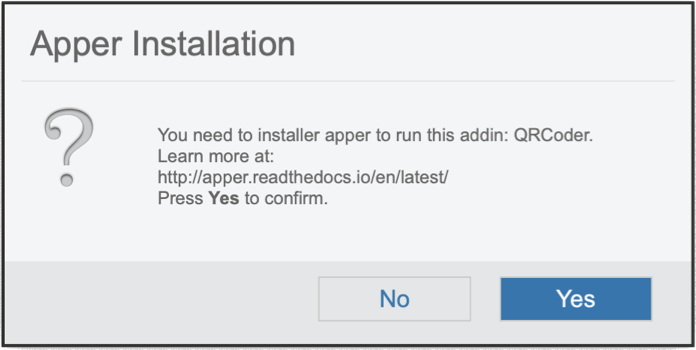 Apper Installation
You need to installer apper to run this addin: QRCoder.
Learn more at:
http://apper.readthedocs.io/en/latest/
Press Yes to confirm.
No
Yes